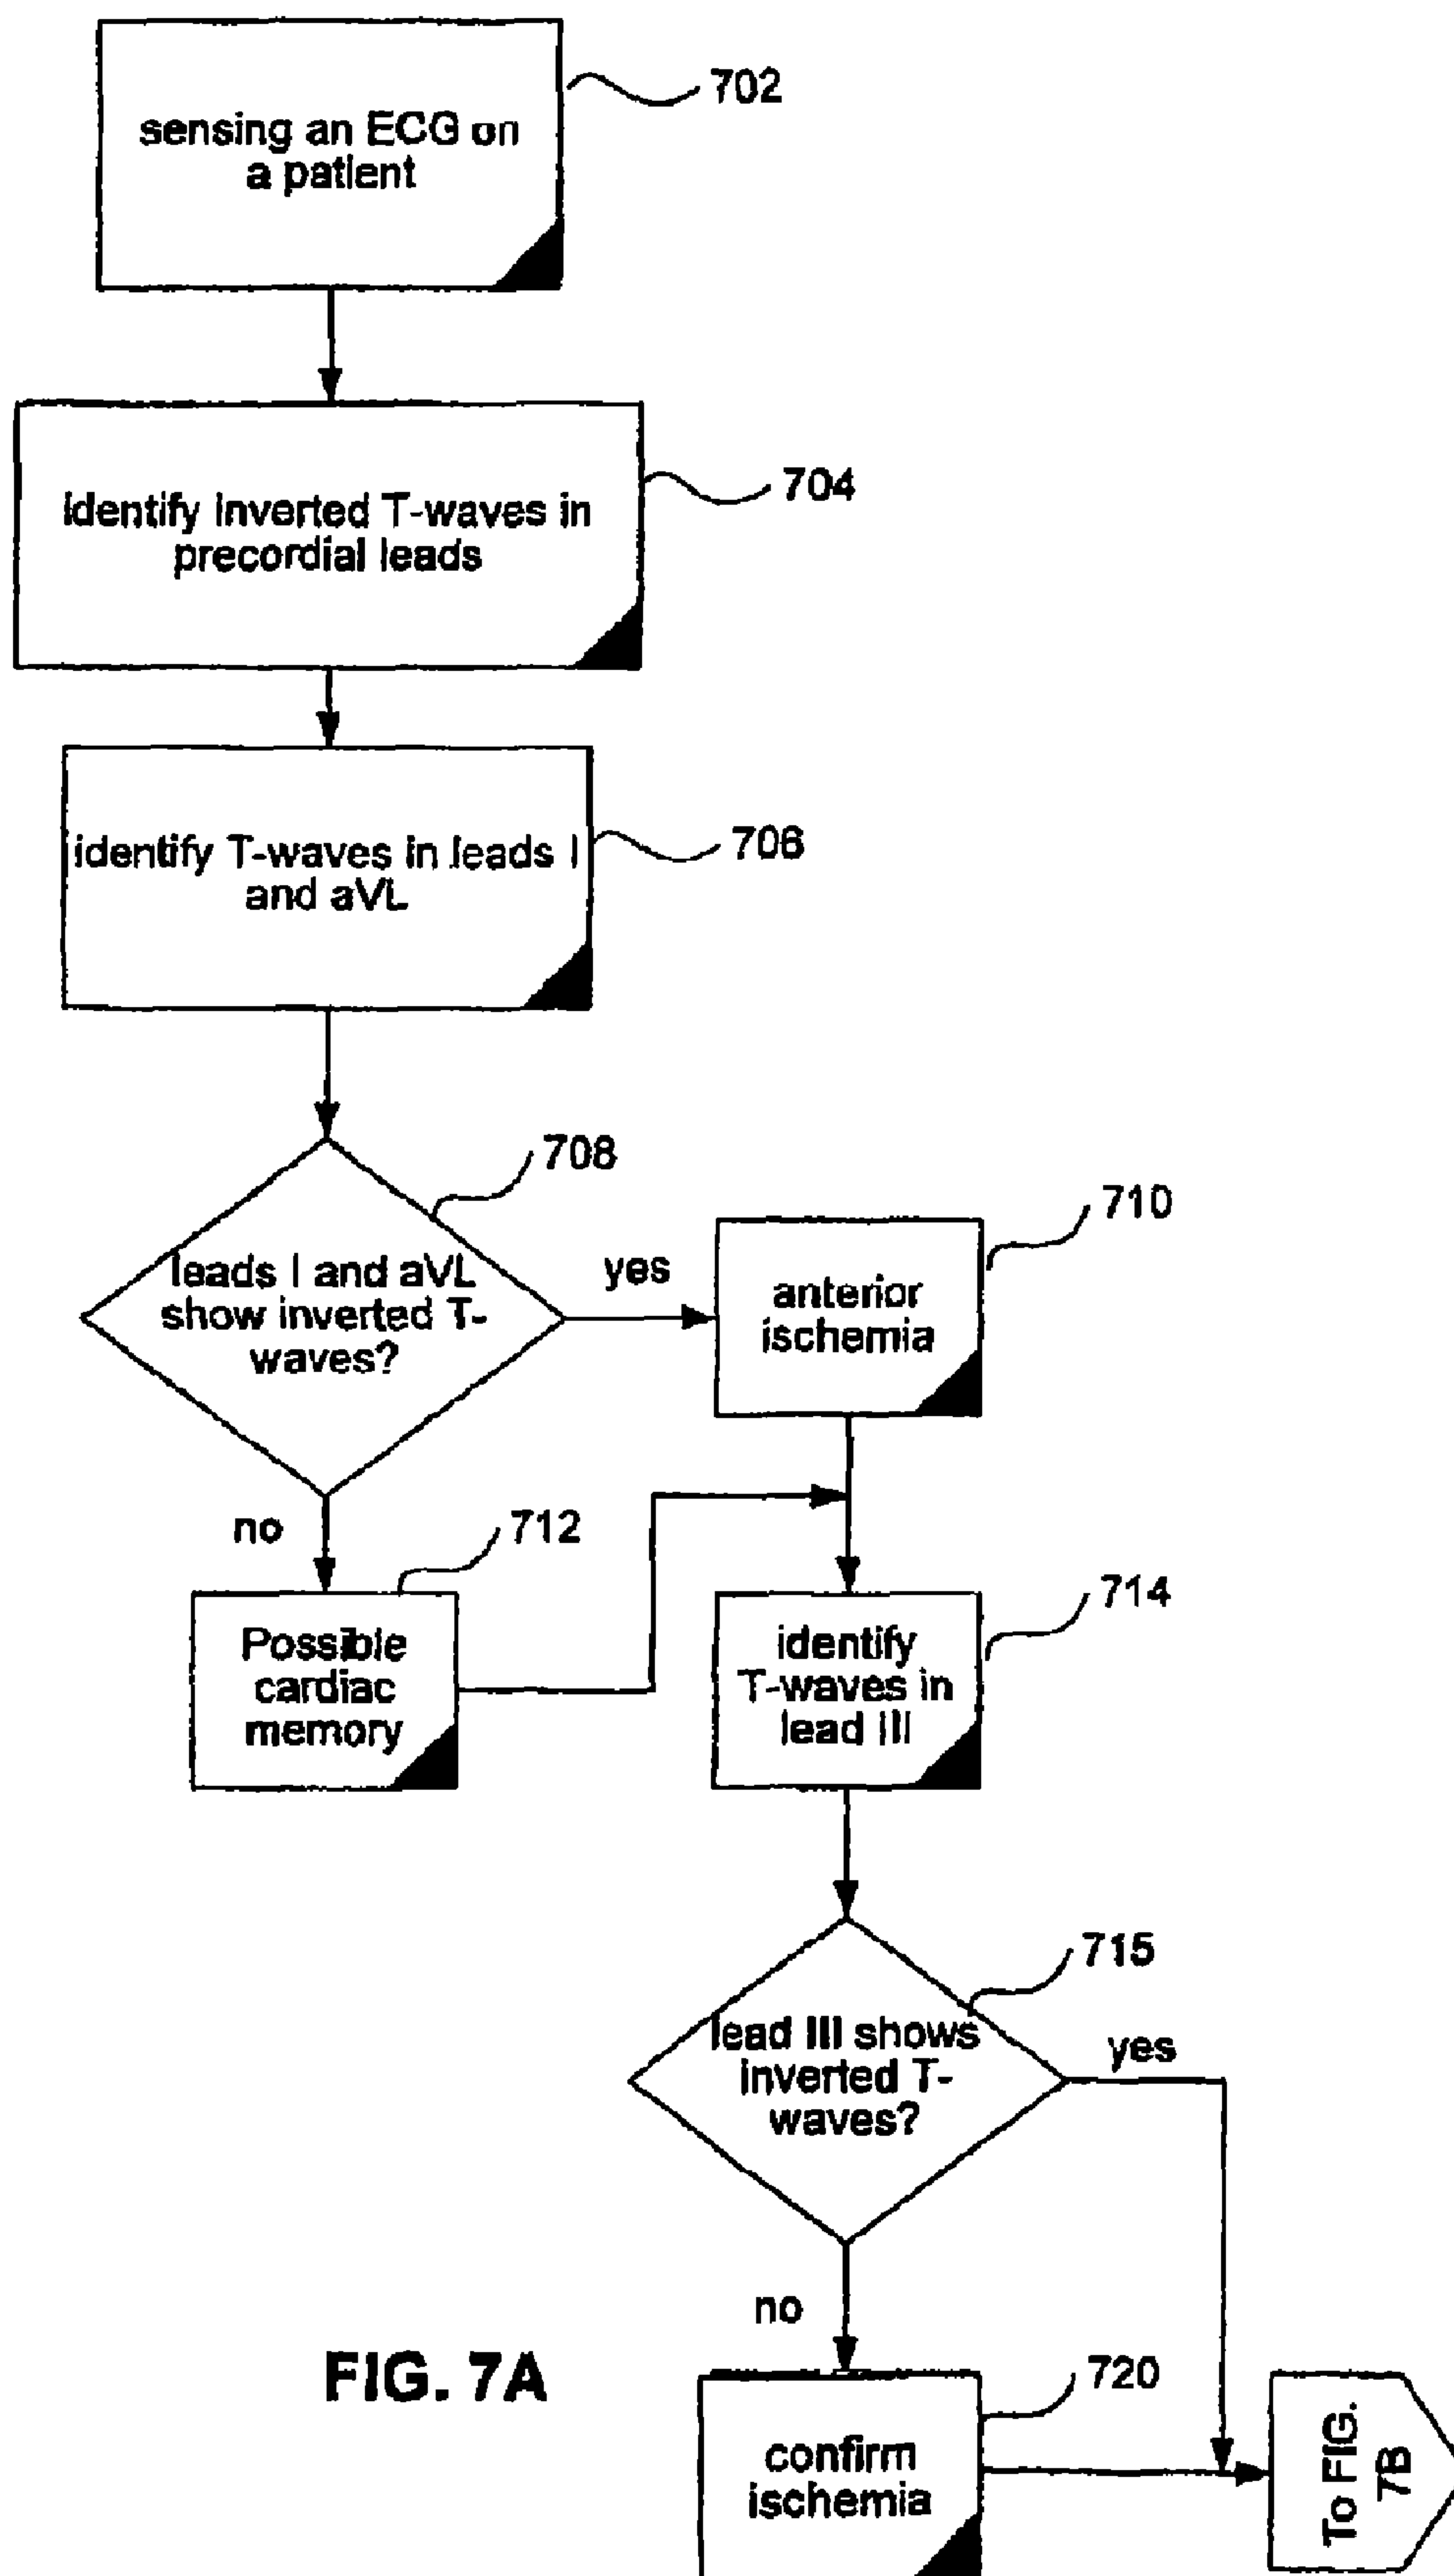 702
sensing an ECG on
a patient
704
identify inverted T-waves in
precordial leads
706
identify T-waves in leads I
and aVL
708
leads I and aVL
show inverted T-
waves?
yes
710
anterior
ischemia
no
712
Possible
cardiac
memory
714
identify
T-waves in
lead III
715
lead III shows
inverted T-
waves?
yes
no
FIG. 7A
720
confirm
ischemia
To FIG.
7B